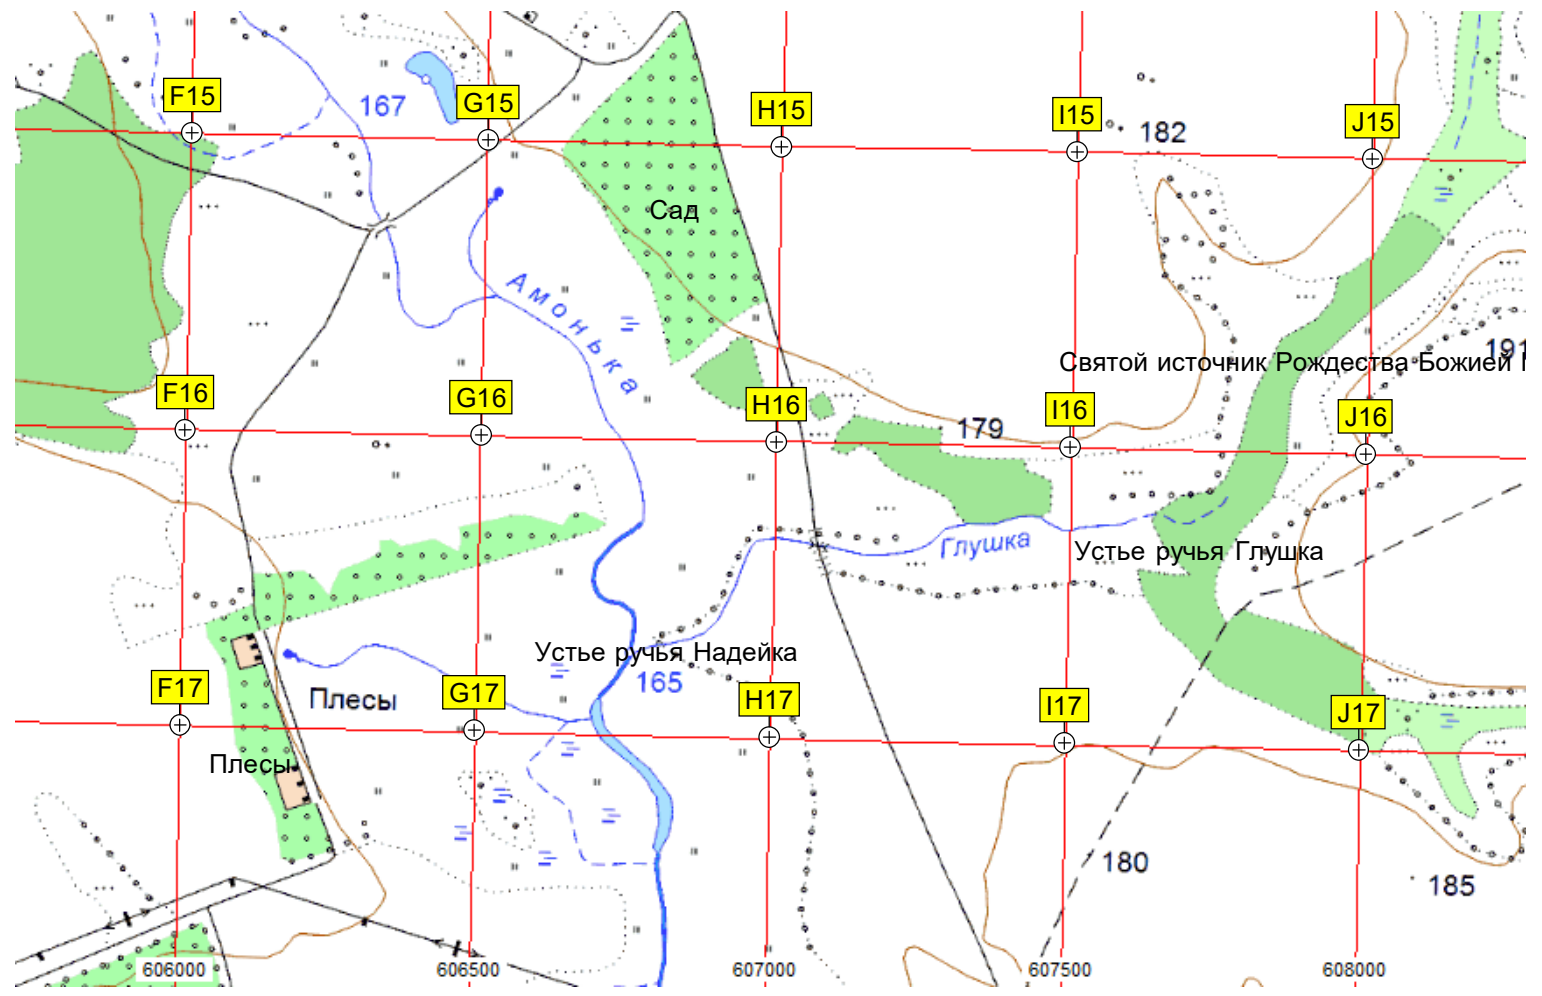 F15
167
G15
H15
I15
182
J15
Сад
Амонька
191
Святой источник Рождества Божией
F16
G16
H16
179
I16
J16
Глушка
Устье ручья Глушка
Устье ручья Надейка
165
F17
Плесы
G17
H17
I17
J17
Плесы
180
185
606000
606500
607000
607500
608000